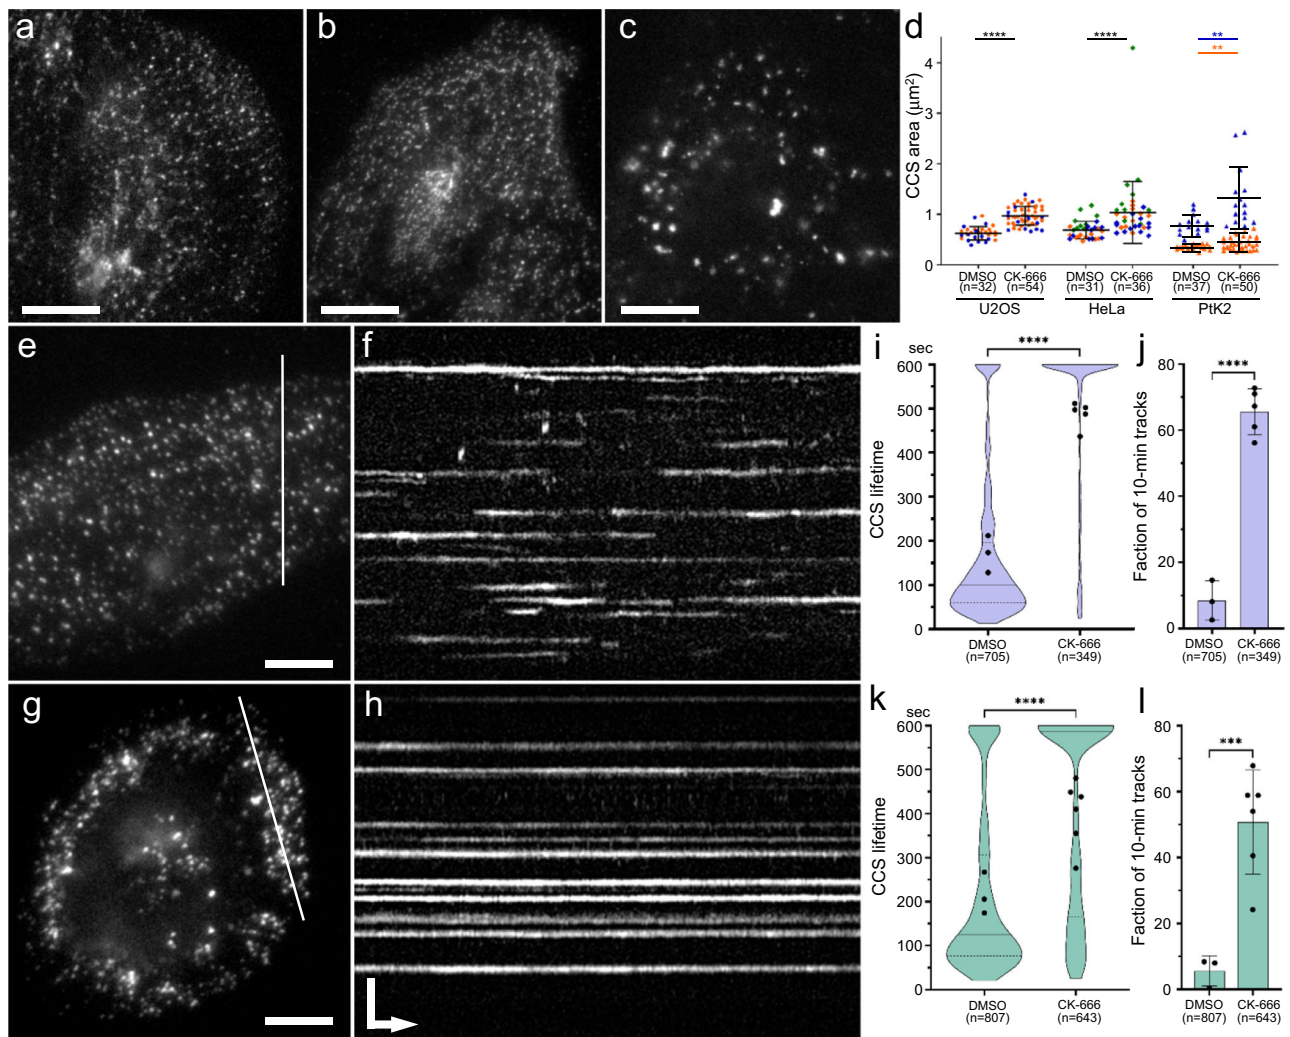 a
b
c
d
CCS area (μm²)
4
3
2
1
0
****
****
**
**
DMSO
(n=32)
CK-666
(n=54)
DMSO
(n=31)
CK-666
(n=36)
DMSO
(n=37)
CK-666
(n=50)
U2OS
HeLa
PtK2
e
f
i
sec
CCS lifetime
600
500
400
300
200
100
0
****
DMSO
(n=705)
CK-666
(n=349)
j
Faction of 10-min tracks
80
60
40
20
0
****
DMSO
(n=705)
CK-666
(n=349)
g
h
k
sec
CCS lifetime
600
500
400
300
200
100
0
****
DMSO
(n=807)
CK-666
(n=643)
l
Faction of 10-min tracks
80
60
40
20
0
***
DMSO
(n=807)
CK-666
(n=643)